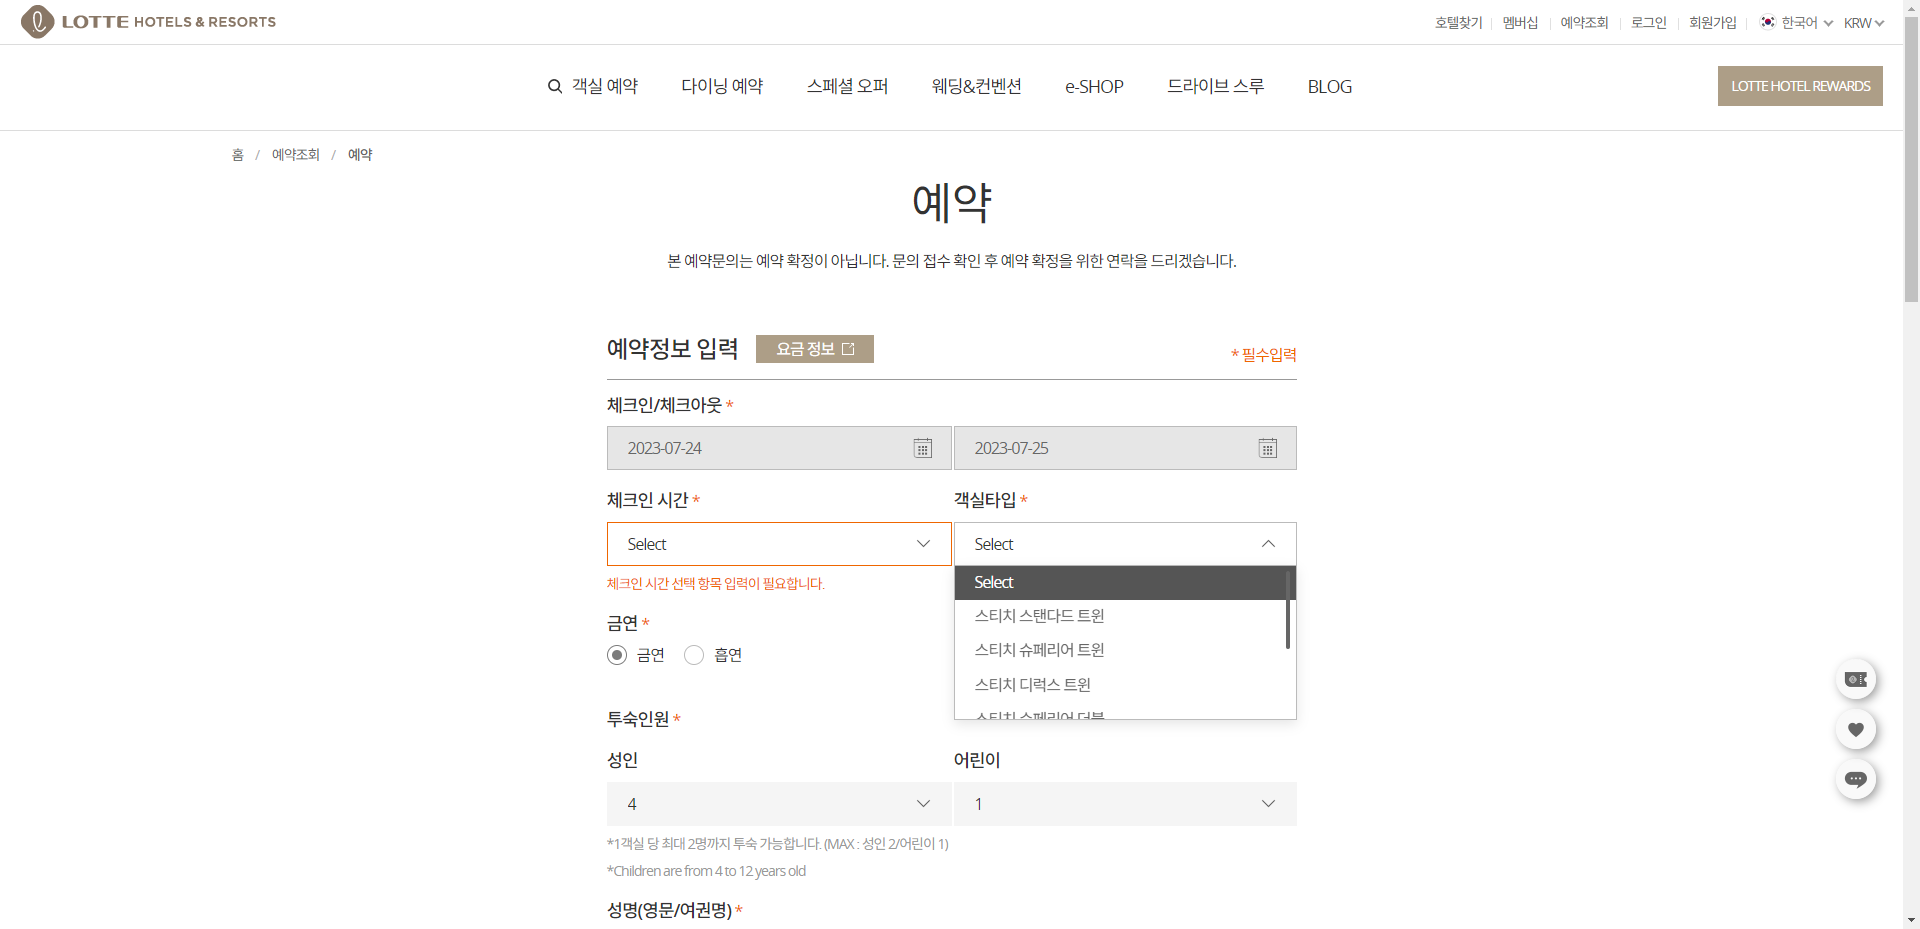 LOTTE HOTELS & RESORTS
호텔찾기 멤버십 예약조회 로그인 회원가입 한국어 KRW
객실 예약 다이닝 예약 스페셜 오퍼 웨딩&컨벤션 e-SHOP 드라이브 스루 BLOG
LOTTE HOTEL REWARDS
홈 / 예약조회 / 예약
예약
본 예약문의는 예약 확정이 아닙니다. 문의 접수 확인 후 예약 확정을 위한 연락을 드리겠습니다.
예약정보 입력 요금 정보
* 필수입력
체크인/체크아웃 *
2023-07-24 2023-07-25
체크인 시간 * 객실타입 *
Select Select
Select
체크인 시간 선택 항목 입력이 필요합니다.
스티치 스탠다드 트윈
금연 *
스티치 슈페리어 트윈
금연 흡연
스티치 디럭스 트윈
스티치 슈페리어 더블
투숙인원 *
성인 어린이
4 1
*1객실 당 최대 2명까지 투숙 가능합니다. (MAX : 성인 2/어린이 1)
*Children are from 4 to 12 years old
성명(영문/여권명) *